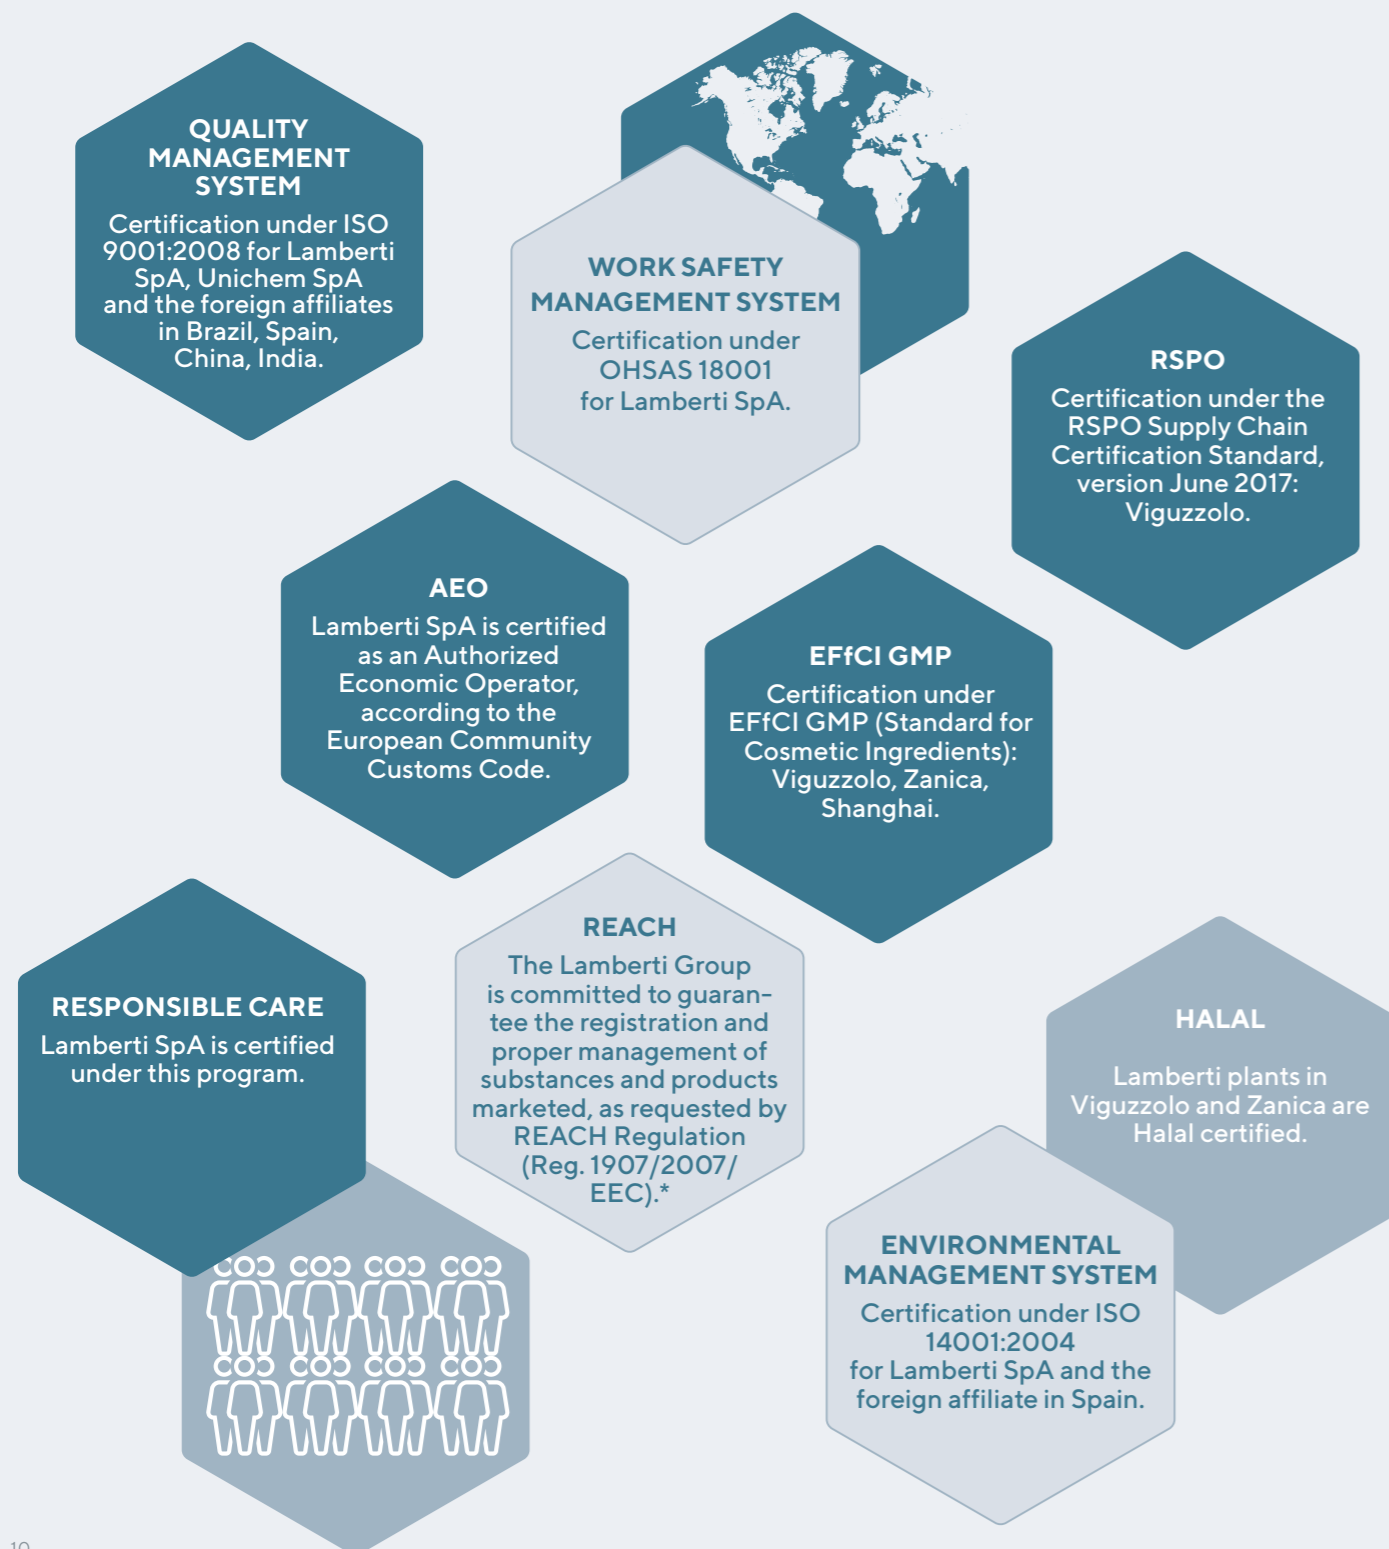 QUALITY
MANAGEMENT
SYSTEM
Certification under ISO
9001:2008 for Lamberti
SpA, Unichem SpA
and the foreign affiliates
in Brazil, Spain,
China, India.
WORK SAFETY
MANAGEMENT SYSTEM
Certification under
OHSAS 18001
for Lamberti SpA.
RSPO
Certification under the
RSPO Supply Chain
Certification Standard,
version June 2017:
Viguzzolo.
AEO
Lamberti SpA is certified
as an Authorized
Economic Operator,
according to the
European Community
Customs Code.
EFfCI GMP
Certification under
EFfCI GMP (Standard for
Cosmetic Ingredients):
Viguzzolo, Zanica,
Shanghai.
RESPONSIBLE CARE
Lamberti SpA is certified
under this program.
REACH
The Lamberti Group
is committed to guaran-
tee the registration and
proper management of
substances and products
marketed, as requested by
REACH Regulation
(Reg. 1907/2007/
EEC).*
HALAL
Lamberti plants in
Viguzzolo and Zanica are
Halal certified.
ENVIRONMENTAL
MANAGEMENT SYSTEM
Certification under ISO
14001:2004
for Lamberti SpA and the
foreign affiliate in Spain.
10